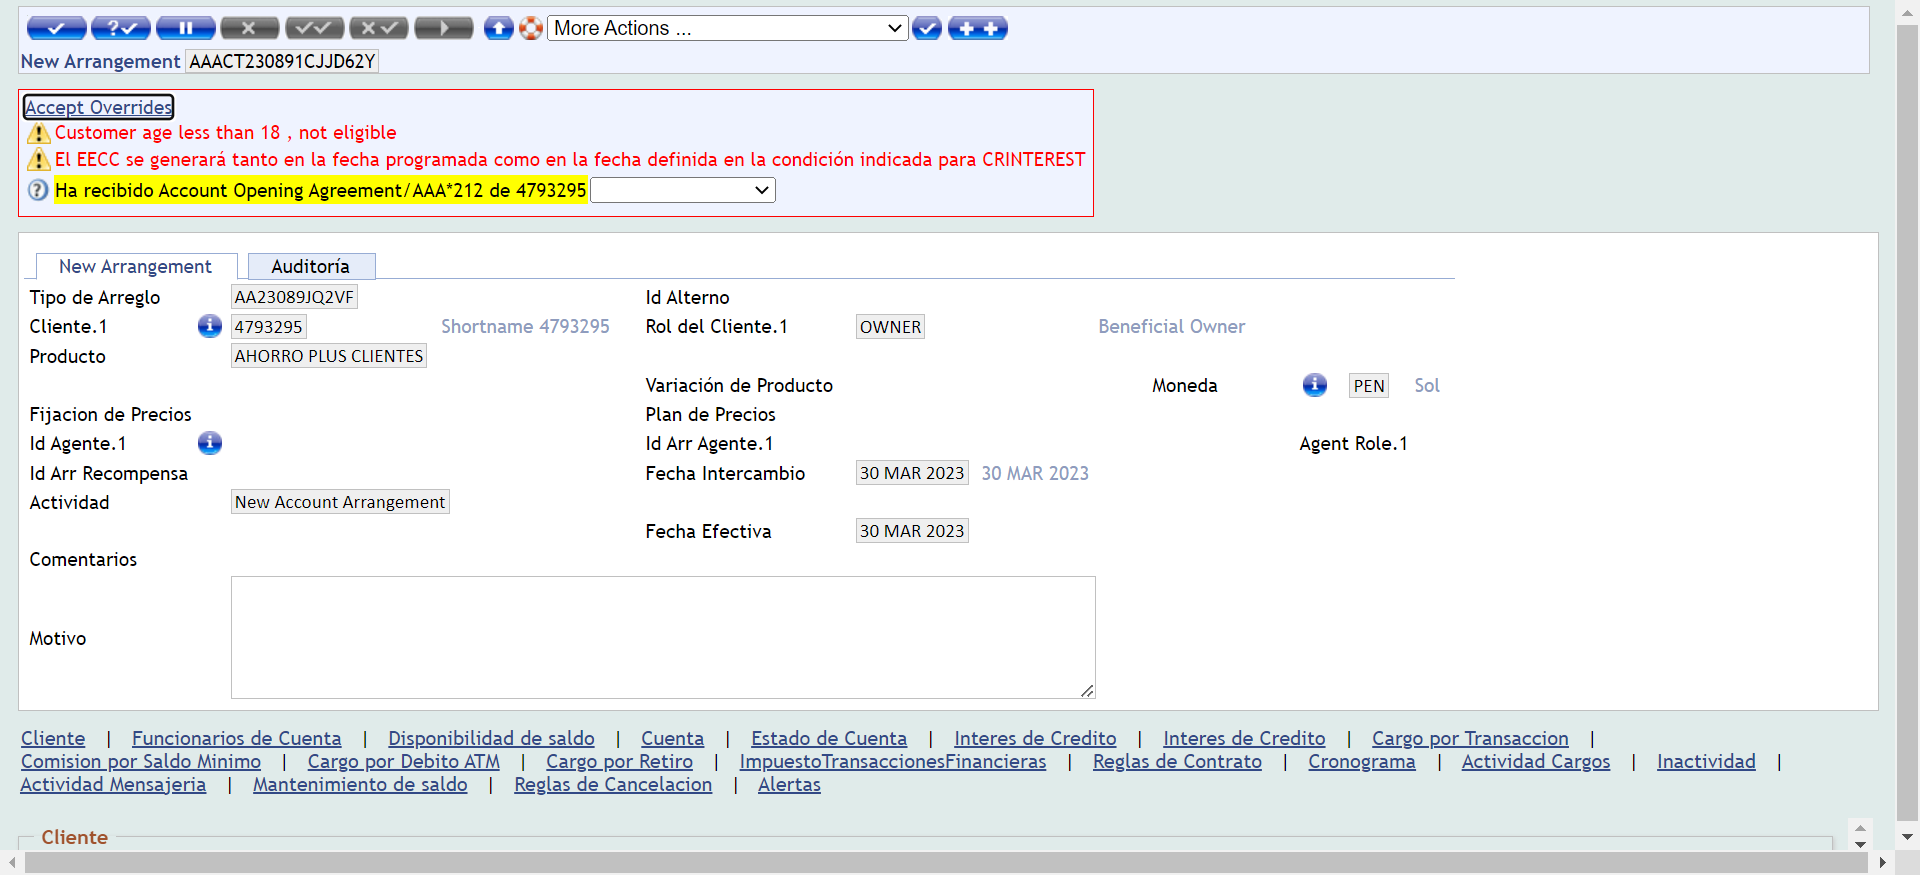 More Actions ...
New Arrangement AAACT230891CJJD62Y
Accept Overrides
Customer age less than 18 , not eligible
El EECC se generará tanto en la fecha programada como en la fecha definida en la condición indicada para CRINTEREST
Ha recibido Account Opening Agreement/AAA*212 de 4793295
New Arrangement Auditoría
Tipo de Arreglo AA23089JQ2VF Id Alterno
Cliente.1 4793295 Shortname 4793295 Rol del Cliente.1 OWNER Beneficial Owner
Producto AHORRO PLUS CLIENTES
Variación de Producto Moneda PEN Sol
Fijacion de Precios Plan de Precios
Id Agente.1 Id Arr Agente.1 Agent Role.1
Id Arr Recompensa Fecha Intercambio 30 MAR 2023 30 MAR 2023
Actividad New Account Arrangement
Fecha Efectiva 30 MAR 2023
Comentarios
Motivo
Cliente | Funcionarios de Cuenta | Disponibilidad de saldo | Cuenta | Estado de Cuenta | Interes de Credito | Interes de Credito | Cargo por Transaccion |
Comision por Saldo Minimo | Cargo por Debito ATM | Cargo por Retiro | ImpuestoTransaccionesFinancieras | Reglas de Contrato | Cronograma | Actividad Cargos | Inactividad |
Actividad Mensajeria | Mantenimiento de saldo | Reglas de Cancelacion | Alertas
Cliente